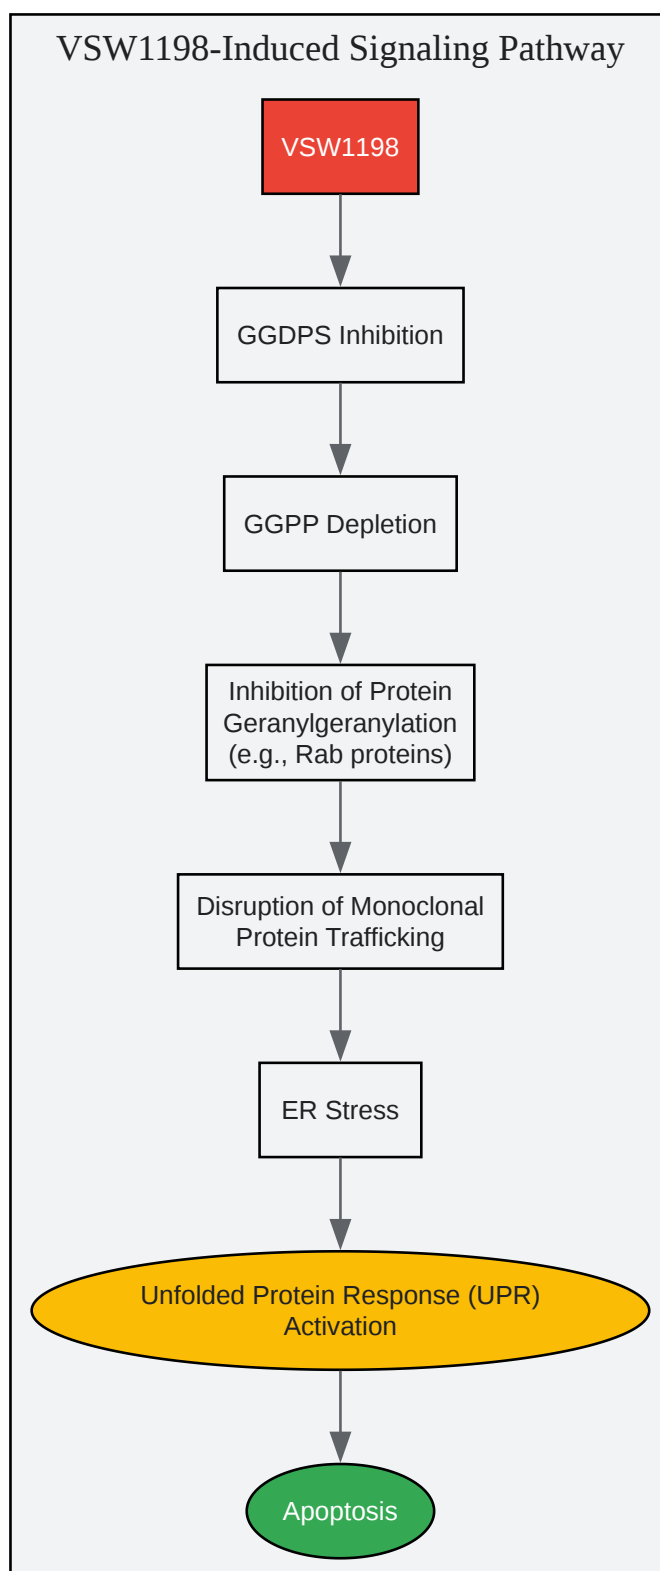 VSW1198-Induced Signaling Pathway
VSW1198
GGDPS Inhibition
GGPP Depletion
Inhibition of Protein
Geranylgeranylation
(e.g., Rab proteins)
Disruption of Monoclonal
Protein Trafficking
ER Stress
Unfolded Protein Response (UPR)
Activation
Apoptosis